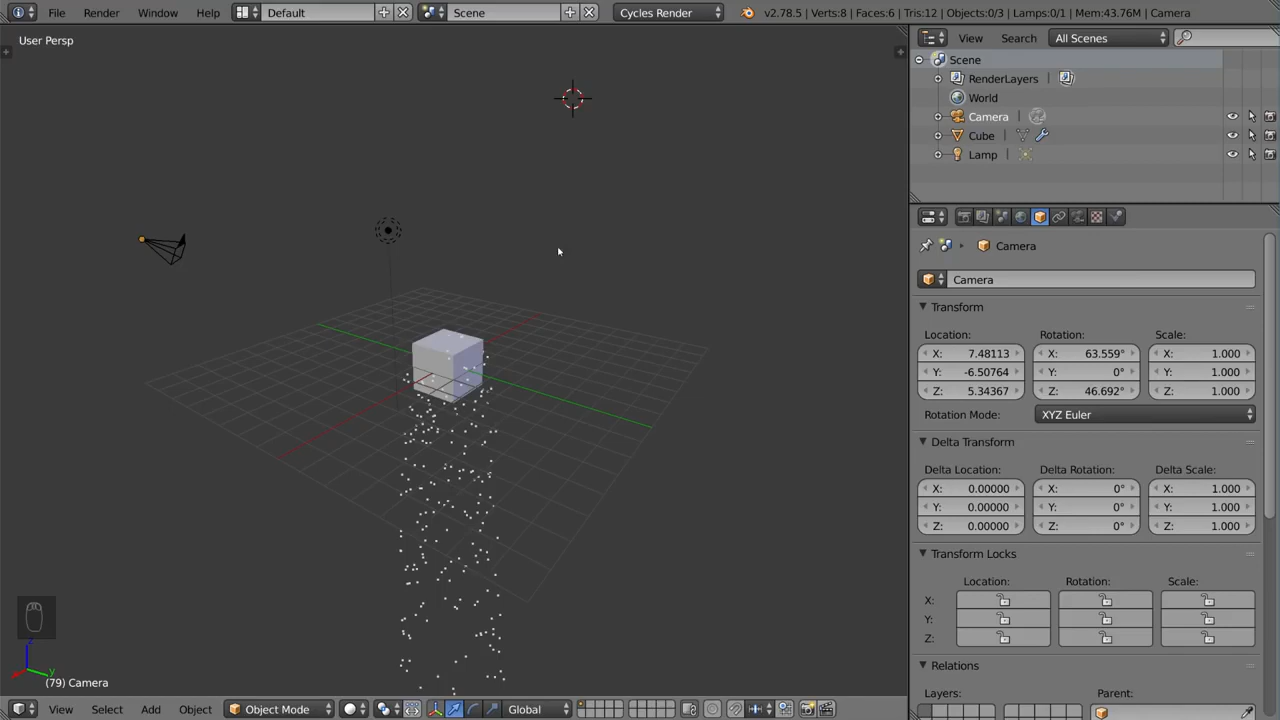 File Render Window Help Default Scene Cycles Render v2.78.5 | Verts:8 | Faces:6 | Tris:12 | Objects:0/3 | Lamps:0/1 | Mem:43.76M | Camera
User Persp
View Search All Scenes
Scene
RenderLayers
World
Camera
Cube
Lamp
Camera
Camera
Transform
Location: Rotation: Scale:
X: 7.48113 X: 63.559° X: 1.000
Y: -6.50764 Y: 0° Y: 1.000
Z: 5.34367 Z: 46.692° Z: 1.000
Rotation Mode: XYZ Euler
Delta Transform
Delta Location: Delta Rotation: Delta Scale:
X: 0.00000 X: 0° X: 1.000
Y: 0.00000 Y: 0° Y: 1.000
Z: 0.00000 Z: 0° Z: 1.000
Transform Locks
Location: Rotation: Scale:
X:
Y:
Z:
Relations
Layers: Parent:
z
y
(79) Camera
View Select Add Object Object Mode Global